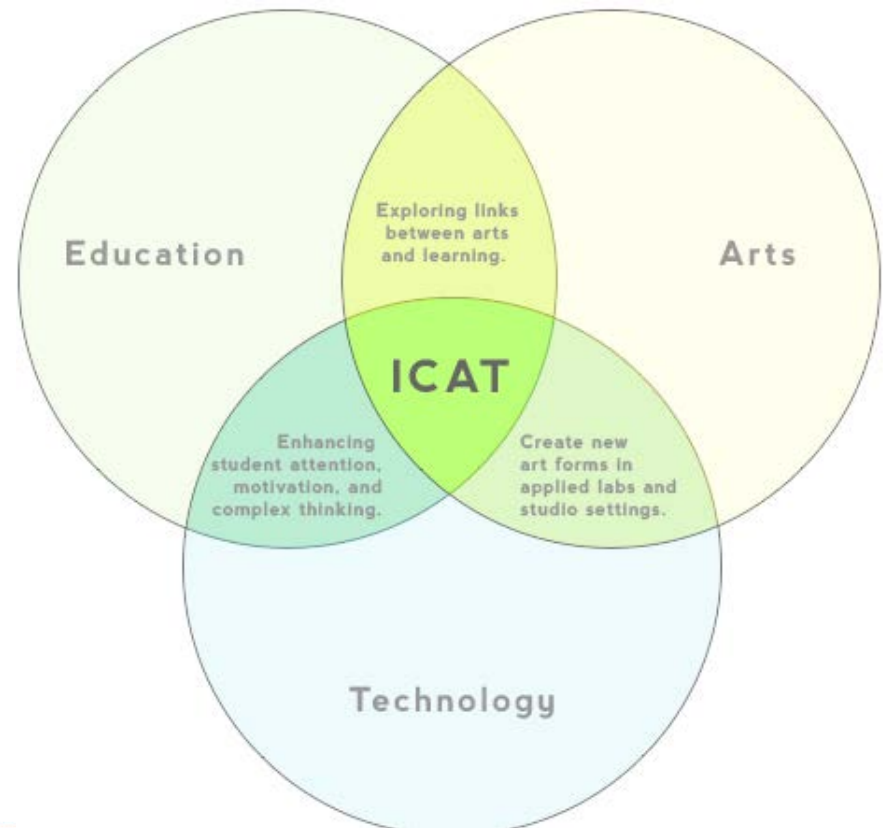 Exploring links
between arts
and learning.
Education
Arts
ICAT
Enhancing
student attention,
motivation, and
complex thinking.
Create new
art forms in
applied labs and
studio settings.
Technology